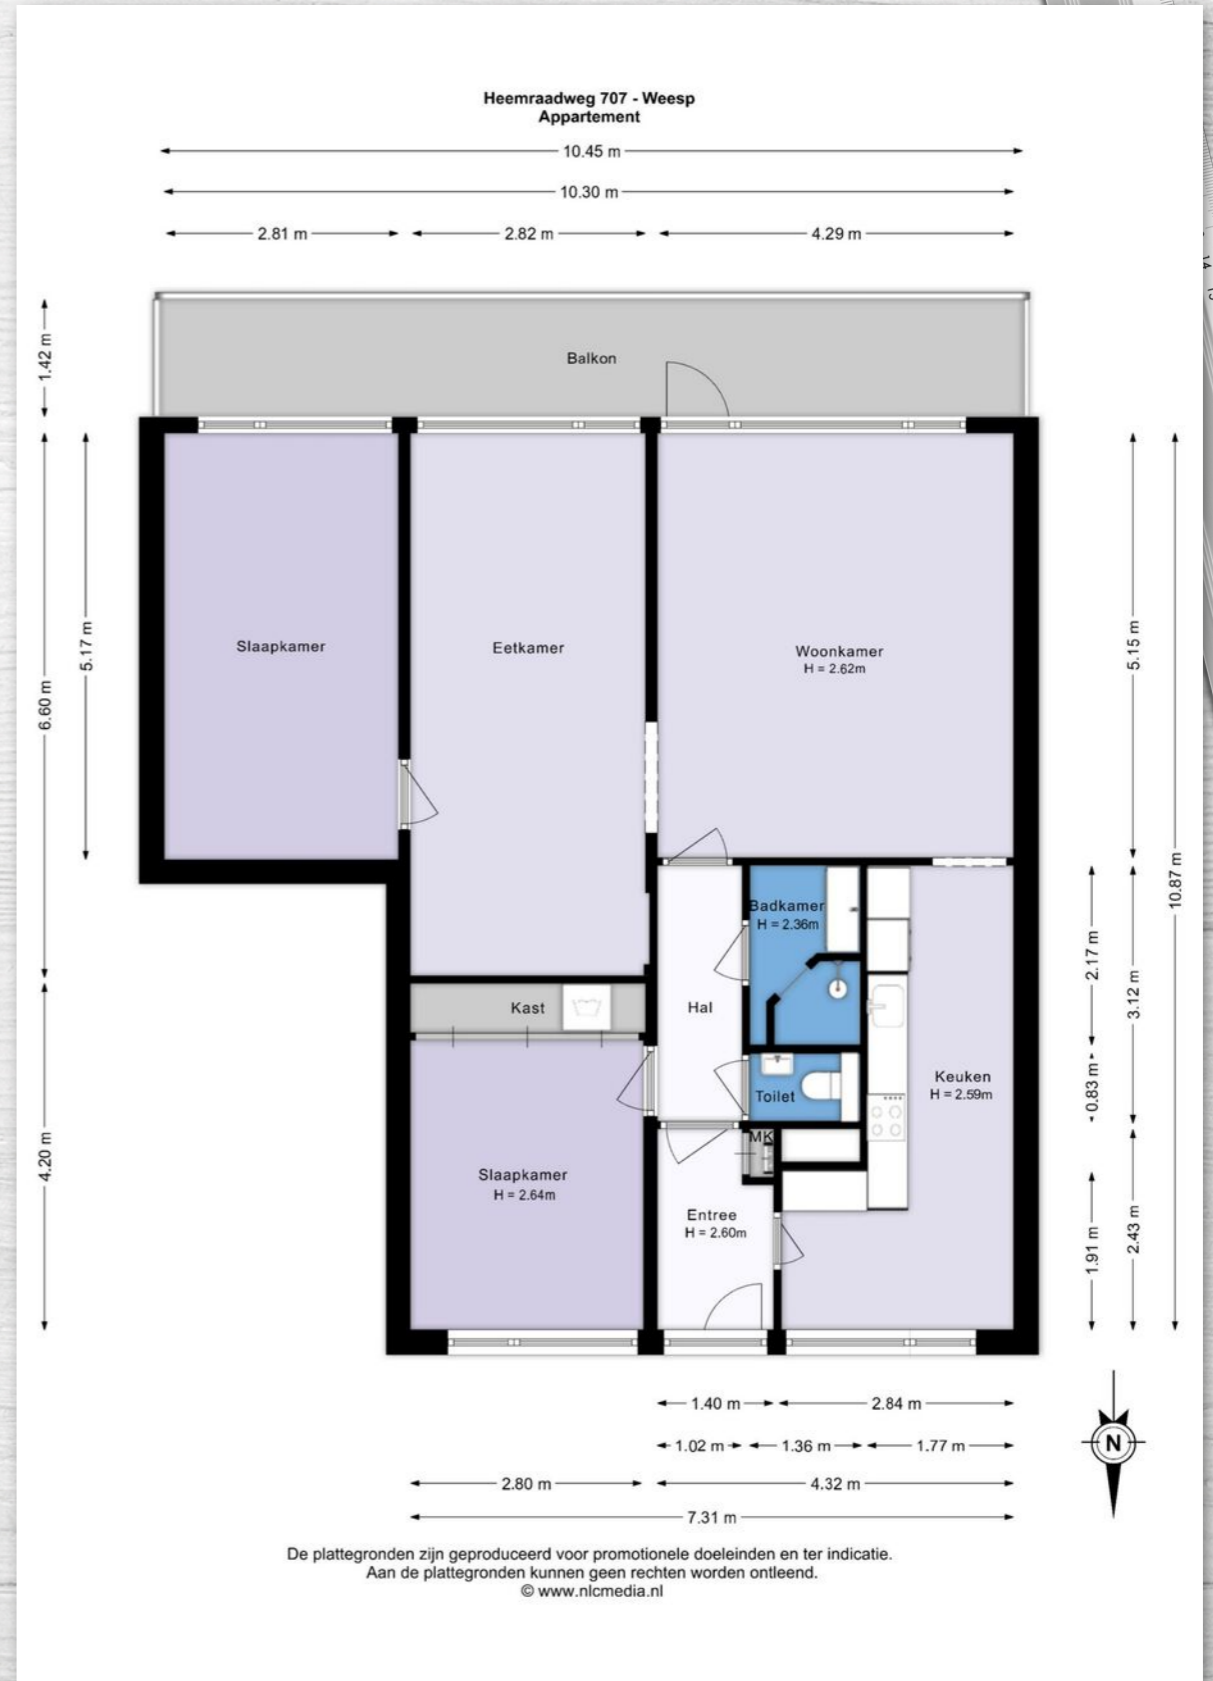 Heemraadweg 707 - Weesp
Appartement
10.45 m
10.30 m
2.81 m
2.82 m
4.29 m
1.42 m
Balkon
5.17 m
6.60 m
Slaapkamer
Eetkamer
Woonkamer
H = 2.62m
5.15 m
10.87 m
Badkamer
H = 2.36m
2.17 m
3.12 m
Kast
Hal
Keuken
H = 2.59m
0.83 m
Toilet
MK
4.20 m
Slaapkamer
H = 2.64m
Entree
H = 2.60m
1.91 m
2.43 m
1.40 m
2.84 m
1.02 m
1.36 m
1.77 m
N
2.80 m
4.32 m
7.31 m
De plattegronden zijn geproduceerd voor promotionele doeleinden en ter indicatie.
Aan de plattegronden kunnen geen rechten worden ontleend.
© www.nlcmedia.nl